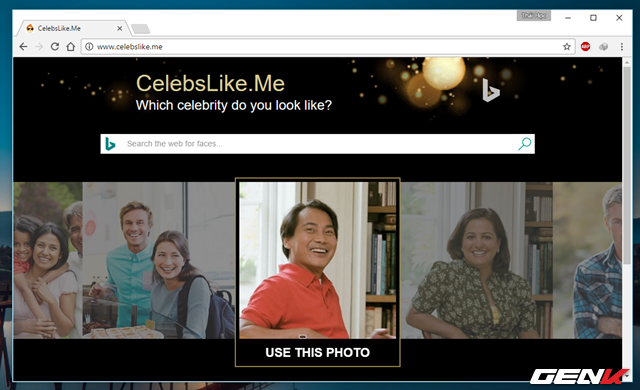 CelebsLike.Me
www.celebslike.me
CelebsLike.Me
Which celebrity do you look like?
Search the web for faces...
USE THIS PHOTO
GENK